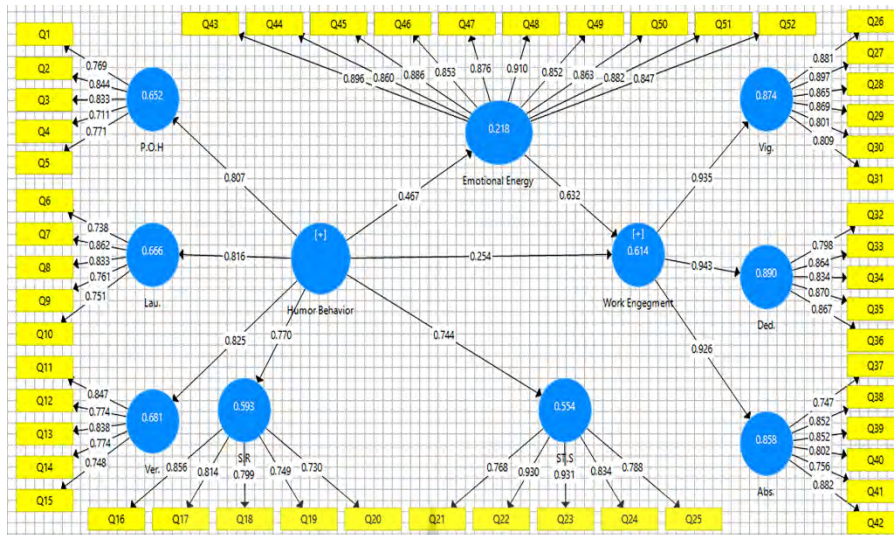 Q43 Q44 Q45 Q46 Q47 Q48 Q49 Q50 Q51 Q52
0.896 0.860 0.886 0.853 0.876 0.910 0.852 0.863 0.882 0.847
0.218
Emotional Energy
Q1
Q2
Q3
Q4
Q5
0.769
0.844
0.833
0.711
0.771
0.652
P.O.H
0.807
0.467
0.632
Q6
Q7
Q8
Q9
Q10
0.738
0.862
0.833
0.761
0.751
0.666
Lau.
0.816
[+]
Humor Behavior
0.254
[+]
0.614
Work Engegment
0.825
0.770
0.744
Q11
Q12
Q13
Q14
Q15
0.847
0.774
0.838
0.774
0.748
0.681
Ver.
0.593
S.R
0.856 0.814 0.799 0.749 0.730
Q16 Q17 Q18 Q19 Q20
0.554
ST.S
0.768 0.930 0.931 0.834 0.788
Q21 Q22 Q23 Q24 Q25
0.935
0.943
0.926
0.874
Vig.
0.881
0.897
0.865
0.869
0.801
0.809
Q26
Q27
Q28
Q29
Q30
Q31
0.890
Ded.
0.798
0.864
0.834
0.870
0.867
Q32
Q33
Q34
Q35
Q36
0.858
Abs.
0.747
0.852
0.852
0.802
0.756
0.882
Q37
Q38
Q39
Q40
Q41
Q42